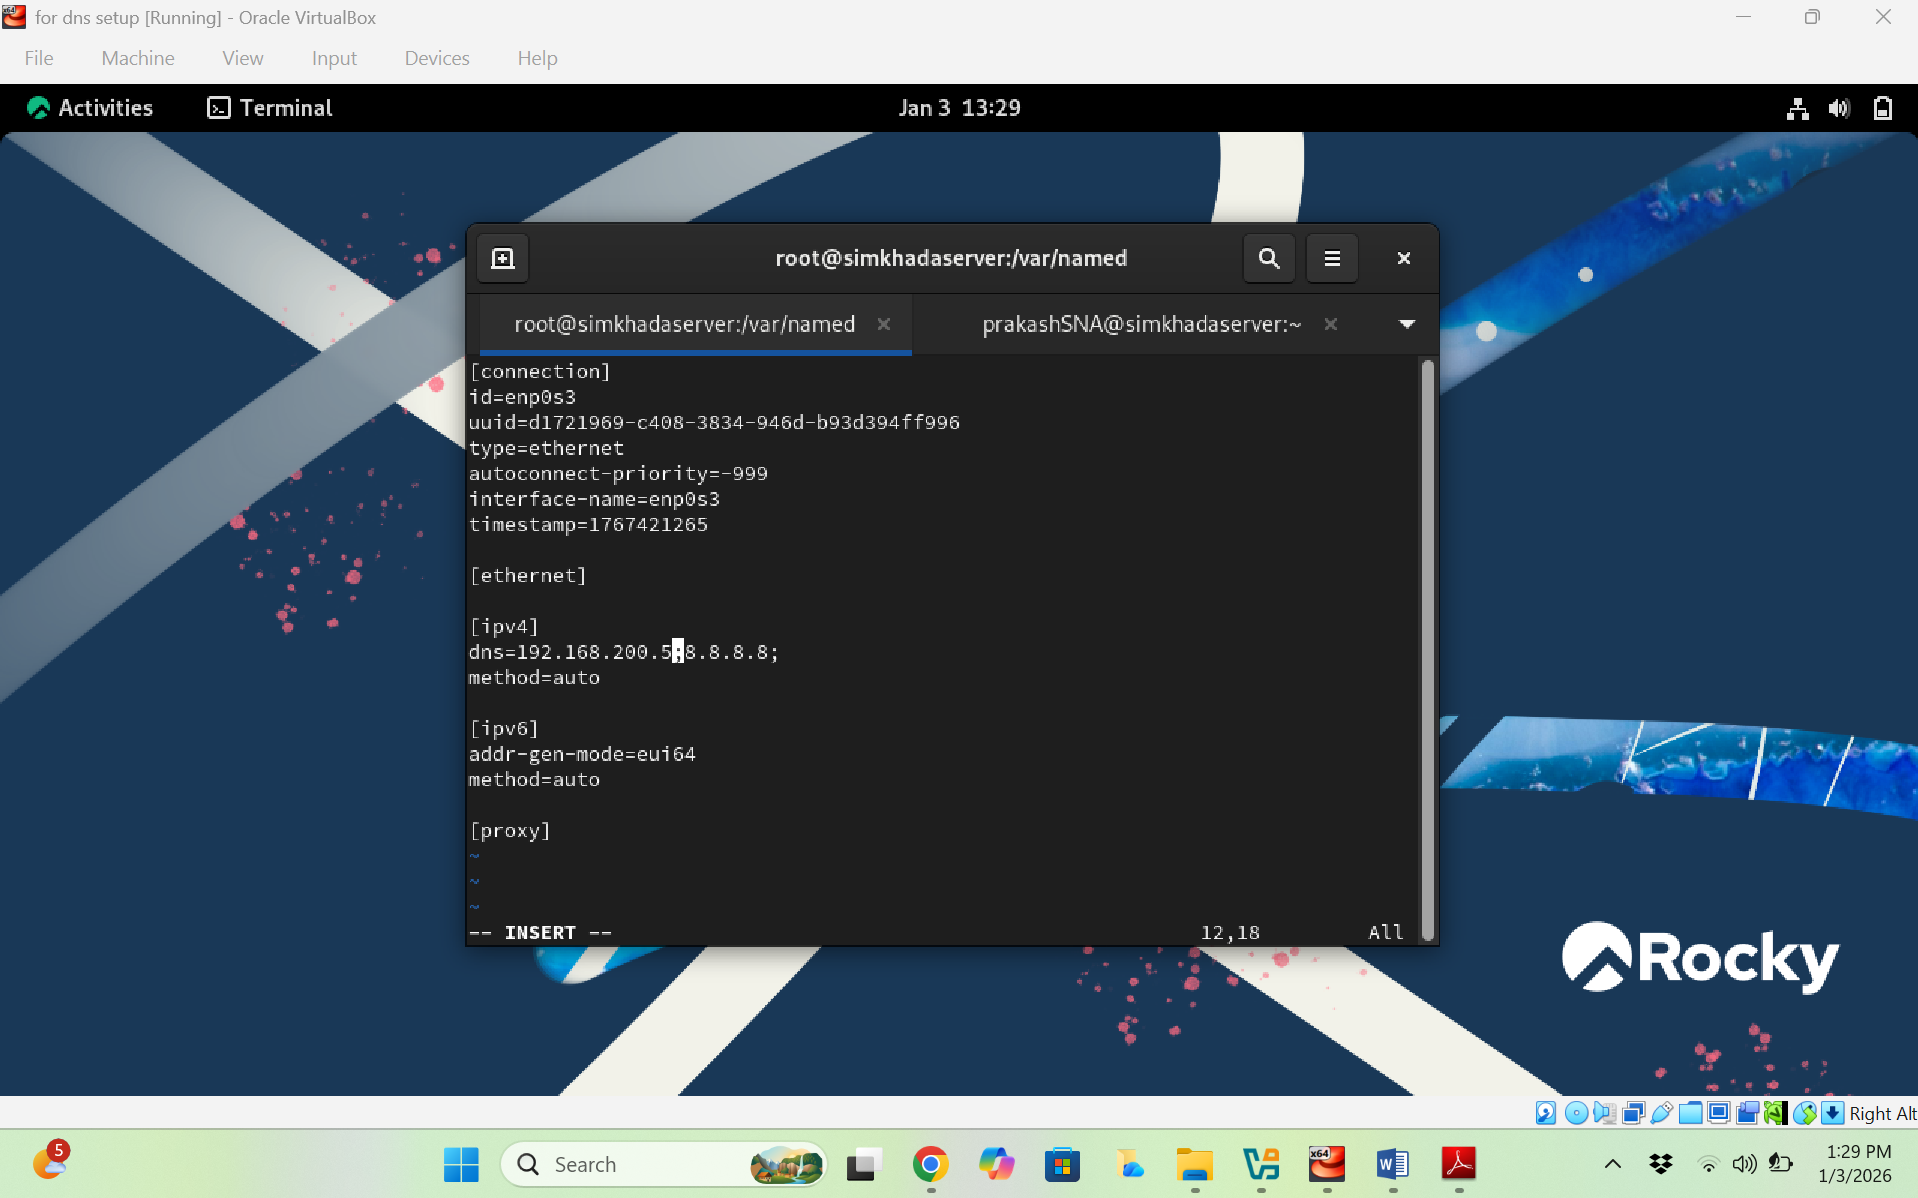 for dns setup [Running] - Oracle VirtualBox
File Machine View Input Devices Help
Activities Terminal Jan 3 13:29
root@simkhadaserver:/var/named
root@simkhadaserver:/var/named prakashSNA@simkhadaserver:~
[connection]
id=enp0s3
uuid=d1721969-c408-3834-946d-b93d394ff996
type=ethernet
autoconnect-priority=-999
interface-name=enp0s3
timestamp=1767421265
[ethernet]
[ipv4]
dns=192.168.200.5;8.8.8.8;
method=auto
[ipv6]
addr-gen-mode=eui64
method=auto
[proxy]
~
~
~
-- INSERT -- 12,18 All
Rocky
Right Alt
5
Search
x64
1:29 PM
1/3/2026